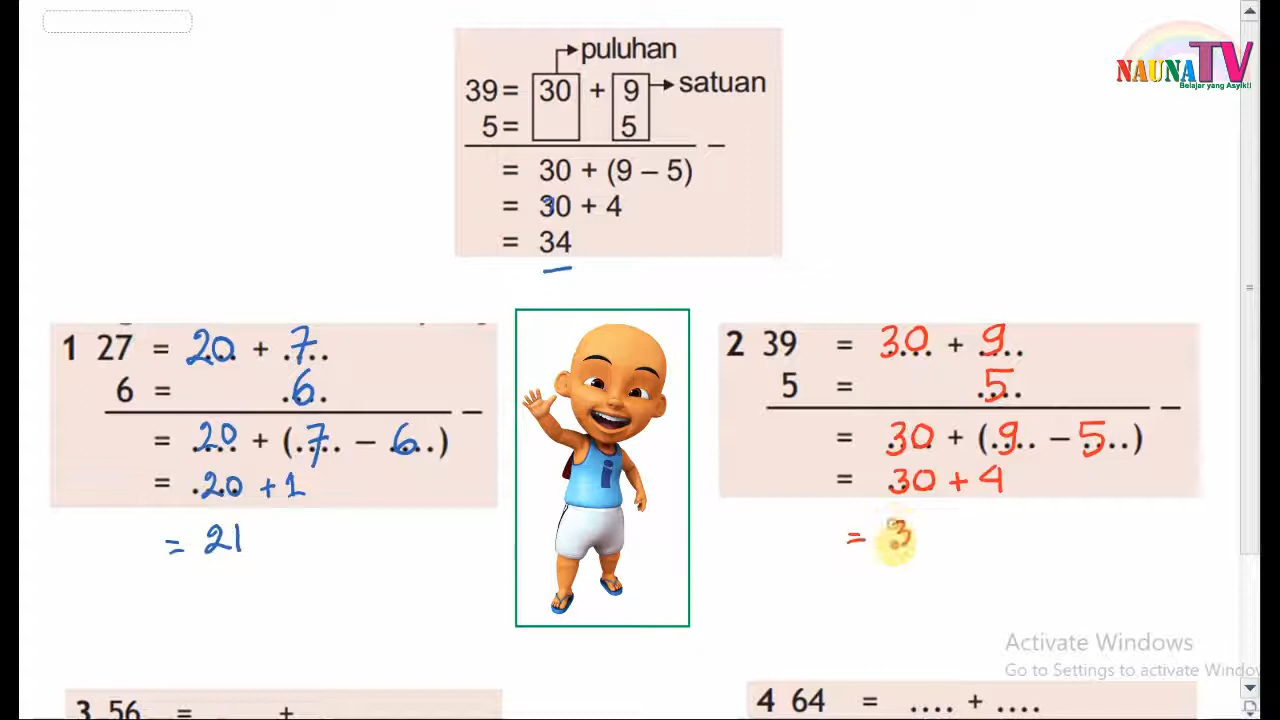 puluhan
39 = 30 + 9 satuan
5 = 5
−
= 30 + (9 – 5)
= 30 + 4
= 34
NAUNA TV
Belajar yang Asyik!!
1 27 = 20 + 7
6 = 6
−
= 20 + (7 − 6)
= 20 + 1
= 21
i
2 39 = 30 + 9
5 = 5
−
= 30 + (9 − 5)
= 30 + 4
= 3
Activate Windows
Go to Settings to activate Windo
3 56 = .... + ....
4 64 = .... + ....